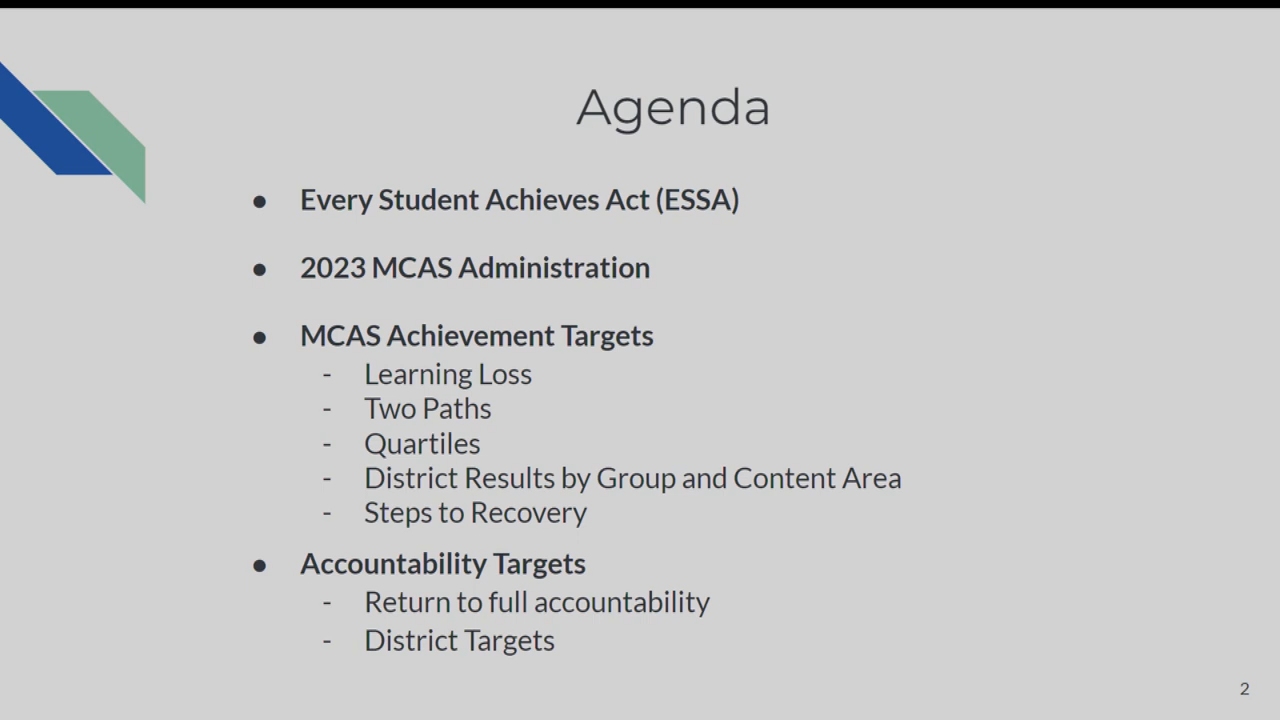 Agenda
● Every Student Achieves Act (ESSA)
● 2023 MCAS Administration
● MCAS Achievement Targets
- Learning Loss
- Two Paths
- Quartiles
- District Results by Group and Content Area
- Steps to Recovery
● Accountability Targets
- Return to full accountability
- District Targets
2